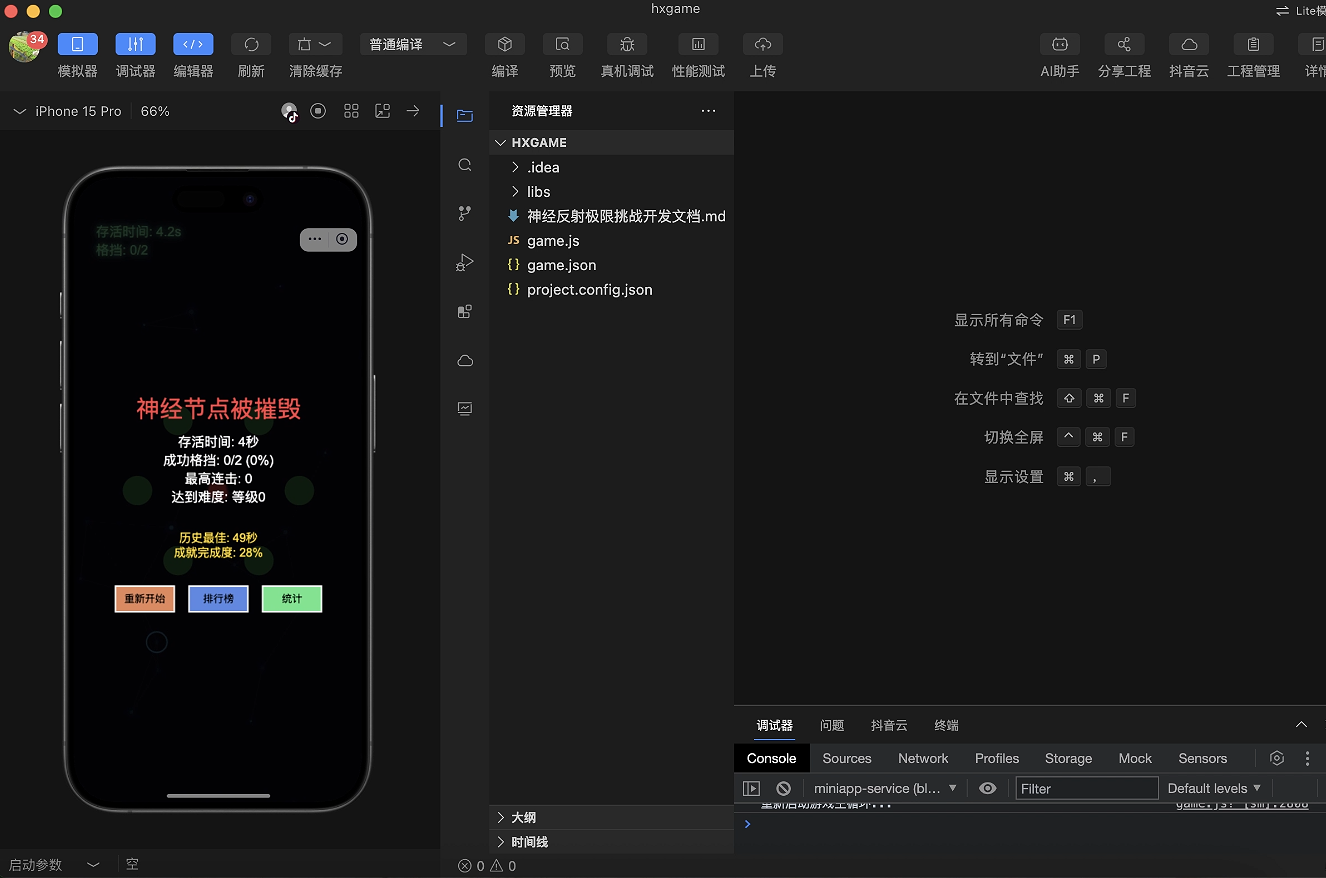 hxgame
Lite模
34
普通编译
模拟器 调试器 编辑器 刷新 清除缓存 编译 预览 真机调试 性能测试 上传 AI助手 分享工程 抖音云 工程管理 详情
iPhone 15 Pro 66%
存活时间: 4.2s
格挡: 0/2
神经节点被摧毁
存活时间: 4秒
成功格挡: 0/2 (0%)
最高连击: 0
达到难度: 等级0
历史最佳: 49秒
成就完成度: 28%
重新开始 排行榜 统计
启动参数 空
资源管理器
HXGAME
.idea
libs
神经反射极限挑战开发文档.md
JS game.js
{} game.json
{} project.config.json
大纲
时间线
0 0
显示所有命令 F1
转到“文件” ⌘ P
在文件中查找 ⇧ ⌘ F
切换全屏 ^ ⌘ F
显示设置 ⌘ ,
调试器 问题 抖音云 终端
Console Sources Network Profiles Storage Mock Sensors
miniapp-service (bl... Filter Default levels
重新启动游戏主循环... game.js? [sm]:2608